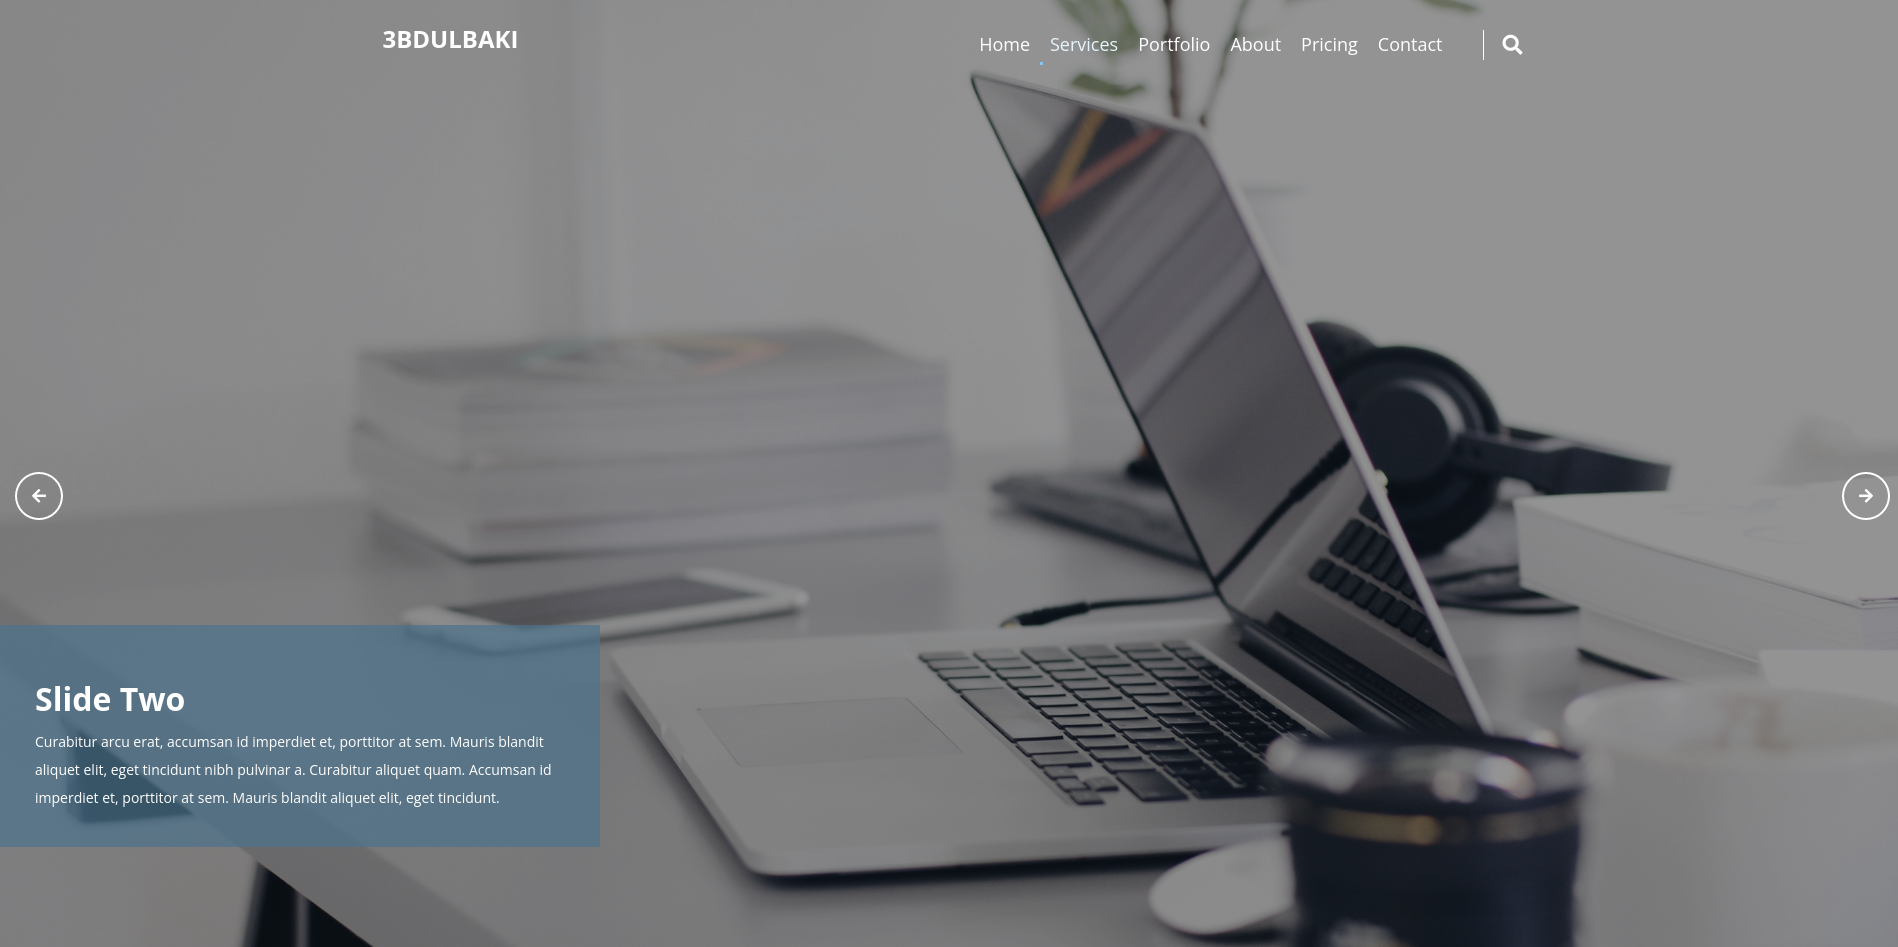 3BDULBAKI
Home Services Portfolio About Pricing Contact
Slide Two
Curabitur arcu erat, accumsan id imperdiet et, porttitor at sem. Mauris blandit
aliquet elit, eget tincidunt nibh pulvinar a. Curabitur aliquet quam. Accumsan id
imperdiet et, porttitor at sem. Mauris blandit aliquet elit, eget tincidunt.